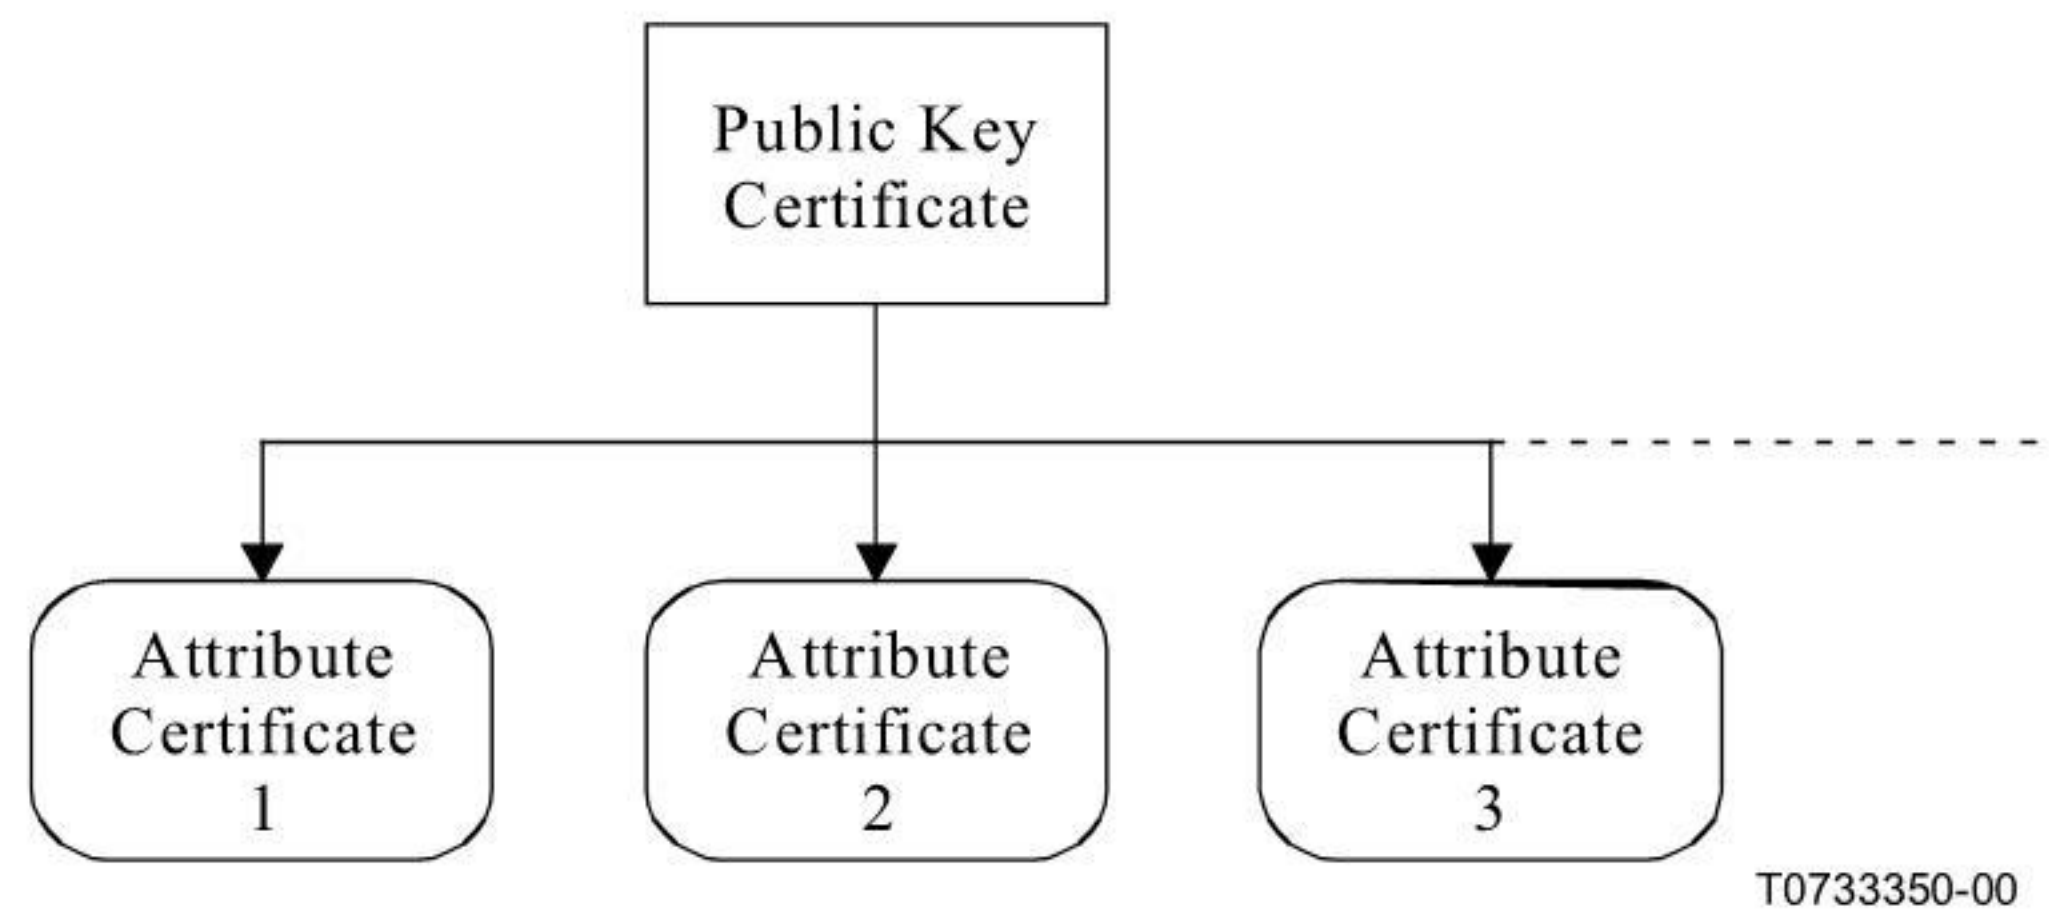 Public Key
Certificate
Attribute
Certificate
1
Attribute
Certificate
2
Attribute
Certificate
3
T0733350-00